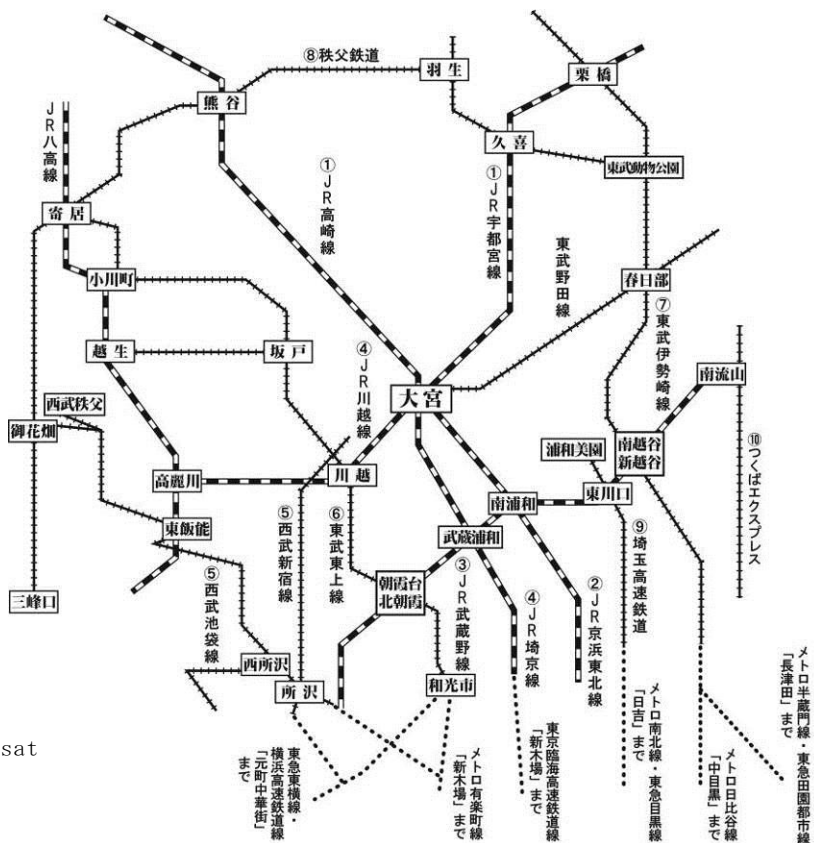 ⑧秩父鉄道
羽生
栗橋
熊谷
JR八高線
久喜
東武動物公園
①JR高崎線
①JR宇都宮線
寄居
東武野田線
小川町
春日部
⑦東武伊勢崎線
越生
坂戸
④JR川越線
大宮
南流山
西武秩父
御花畑
南越谷
新越谷
浦和美園
⑩つくばエクスプレス
高麗川
川越
東川口
南浦和
東飯能
⑤西武新宿線
⑥東武東上線
武蔵浦和
⑨埼玉高速鉄道
三峰口
⑤西武池袋線
朝霞台
北朝霞
③JR武蔵野線
④JR埼京線
②JR京浜東北線
西所沢
所沢
和光市
sat
東急東横線・
横浜高速鉄道線
「元町中華街」
まで
メトロ有楽町線
「新木場」まで
東京臨海高速鉄道線
「新木場」まで
メトロ南北線・東急目黒線
「日吉」まで
メトロ日比谷線
「中目黒」まで
メトロ半蔵門線・東急田園都市線
「長津田」まで